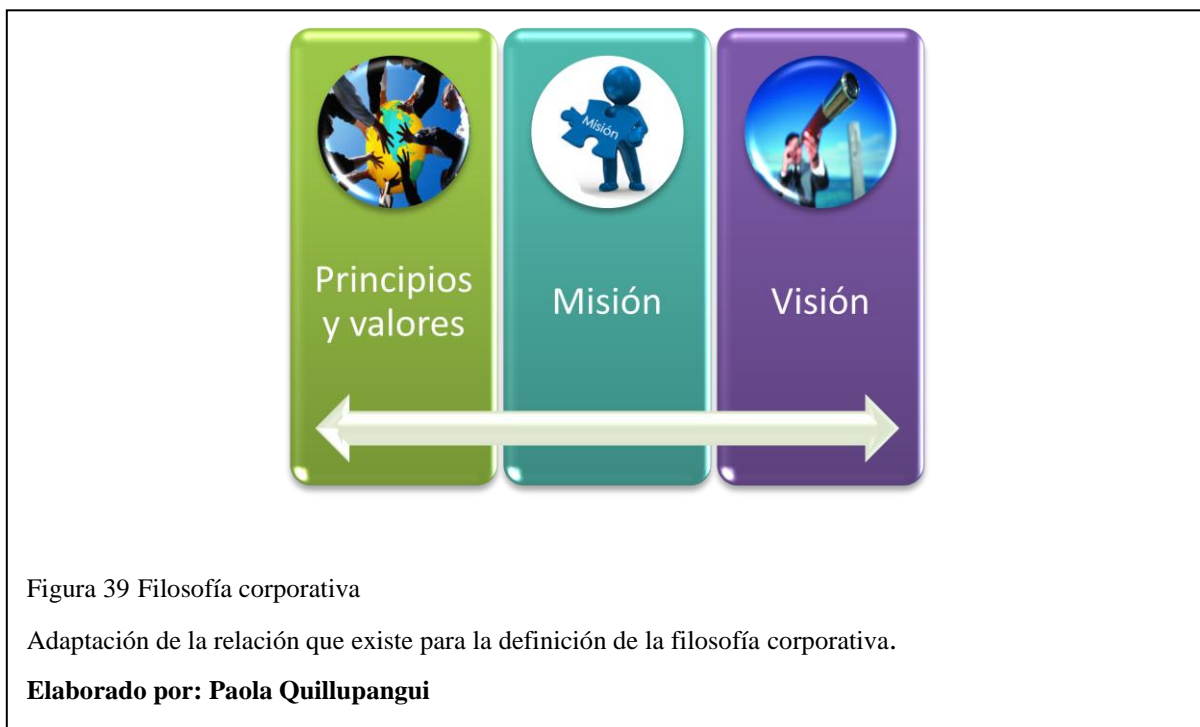 Misión
Principios
y valores
Misión
Visión
Figura 39 Filosofía corporativa
Adaptación de la relación que existe para la definición de la filosofía corporativa.
Elaborado por: Paola Quillupangui